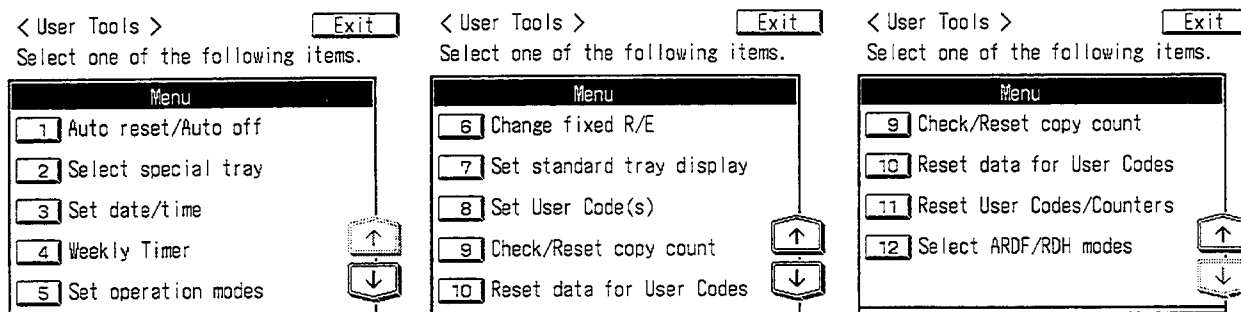 < User Tools > Exit
Select one of the following items.
Menu
1 Auto reset/Auto off
2 Select special tray
3 Set date/time
4 Weekly Timer
5 Set operation modes
< User Tools > Exit
Select one of the following items.
Menu
6 Change fixed R/E
7 Set standard tray display
8 Set User Code(s)
9 Check/Reset copy count
10 Reset data for User Codes
< User Tools > Exit
Select one of the following items.
Menu
9 Check/Reset copy count
10 Reset data for User Codes
11 Reset User Codes/Counters
12 Select ARDF/RDH modes